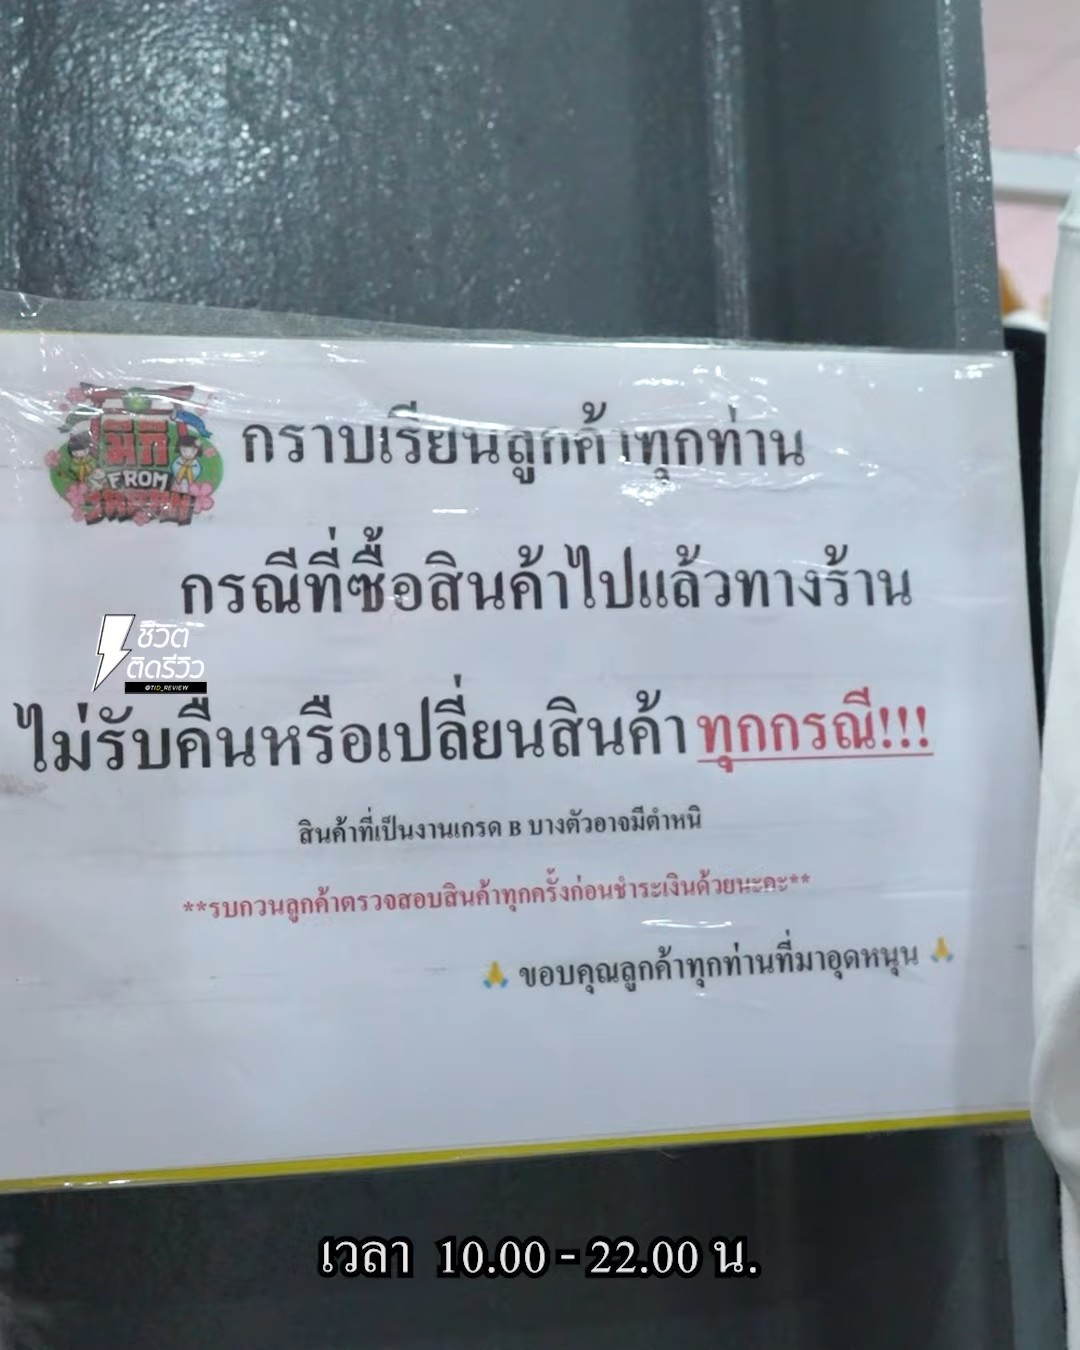 มีกี
FROM
JAPAN
กราบเรียนลูกค้าทุกท่าน
กรณีที่ซื้อสินค้าไปแล้วทางร้าน
ชีวิต
ติดรีวิว
@TID_REVIEW
ไม่รับคืนหรือเปลี่ยนสินค้า ทุกกรณี!!!
สินค้าที่เป็นงานเกรด B บางตัวอาจมีตำหนิ
**รบกวนลูกค้าตรวจสอบสินค้าทุกครั้งก่อนชำระเงินด้วยนะคะ**
🙏 ขอบคุณลูกค้าทุกท่านที่มาอุดหนุน 🙏
เวลา 10.00 - 22.00 น.